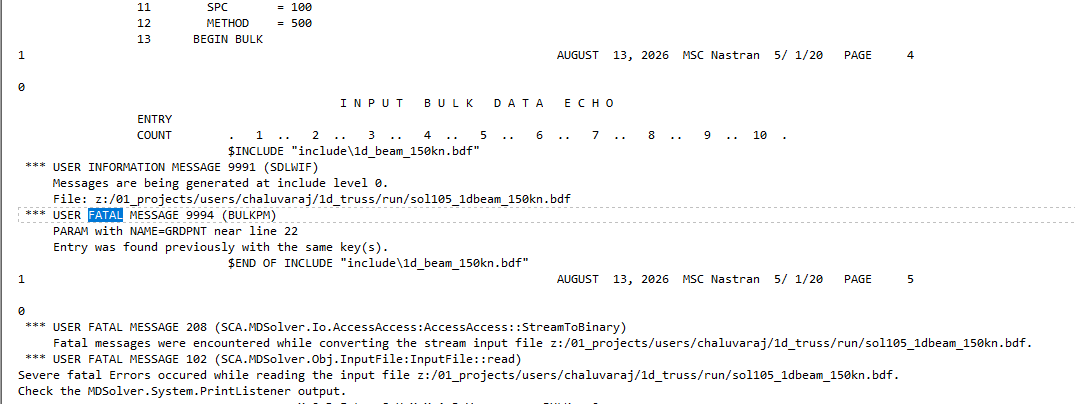 11 SPC = 100
12 METHOD = 500
13 BEGIN BULK
1 AUGUST 13, 2026 MSC Nastran 5/ 1/20 PAGE 4
0
I N P U T B U L K D A T A E C H O
ENTRY
COUNT . 1 .. 2 .. 3 .. 4 .. 5 .. 6 .. 7 .. 8 .. 9 .. 10 .
$INCLUDE "include\1d_beam_150kn.bdf"
*** USER INFORMATION MESSAGE 9991 (SDLWIF)
Messages are being generated at include level 0.
File: z:/01_projects/users/chaluvaraj/1d_truss/run/sol105_1dbeam_150kn.bdf
*** USER FATAL MESSAGE 9994 (BULKPM)
PARAM with NAME=GRDPNT near line 22
Entry was found previously with the same key(s).
$END OF INCLUDE "include\1d_beam_150kn.bdf"
1 AUGUST 13, 2026 MSC Nastran 5/ 1/20 PAGE 5
0
*** USER FATAL MESSAGE 208 (SCA.MDSolver.Io.AccessAccess:AccessAccess::StreamToBinary)
Fatal messages were encountered while converting the stream input file z:/01_projects/users/chaluvaraj/1d_truss/run/sol105_1dbeam_150kn.bdf.
*** USER FATAL MESSAGE 102 (SCA.MDSolver.Obj.InputFile:InputFile::read)
Severe fatal Errors occured while reading the input file z:/01_projects/users/chaluvaraj/1d_truss/run/sol105_1dbeam_150kn.bdf.
Check the MDSolver.System.PrintListener output.